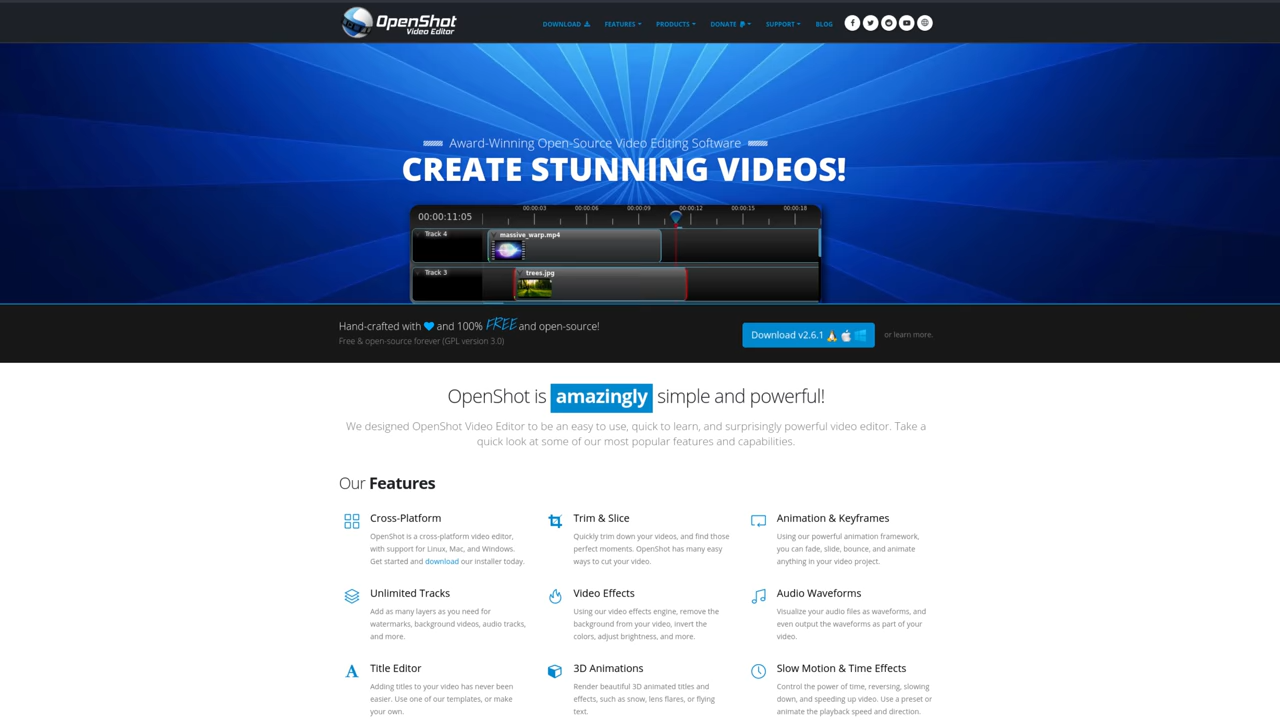 OpenShot
Video Editor
DOWNLOAD FEATURES PRODUCTS DONATE SUPPORT BLOG
Award-Winning Open-Source Video Editing Software
CREATE STUNNING VIDEOS!
00:00:03 00:00:06 00:00:09 00:00:12 00:00:15 00:00:18
00:00:11:05
Track 4 massive_warp.mp4
Track 3 trees.jpg
Hand-crafted with and 100% FREE and open-source!
Free & open-source forever (GPL version 3.0)
Download v2.6.1 or learn more.
OpenShot is amazingly simple and powerful!
We designed OpenShot Video Editor to be an easy to use, quick to learn, and surprisingly powerful video editor. Take a
quick look at some of our most popular features and capabilities.
Our Features
Cross-Platform
OpenShot is a cross-platform video editor,
with support for Linux, Mac, and Windows.
Get started and download our installer today.
Trim & Slice
Quickly trim down your videos, and find those
perfect moments. OpenShot has many easy
ways to cut your video.
Animation & Keyframes
Using our powerful animation framework,
you can fade, slide, bounce, and animate
anything in your video project.
Unlimited Tracks
Add as many layers as you need for
watermarks, background videos, audio tracks,
and more.
Video Effects
Using our video effects engine, remove the
background from your video, invert the
colors, adjust brightness, and more.
Audio Waveforms
Visualize your audio files as waveforms, and
even output the waveforms as part of your
video.
Title Editor
Adding titles to your video has never been
easier. Use one of our templates, or make
your own.
3D Animations
Render beautiful 3D animated titles and
effects, such as snow, lens flares, or flying
text.
Slow Motion & Time Effects
Control the power of time, reversing, slowing
down, and speeding up video. Use a preset or
animate the playback speed and direction.